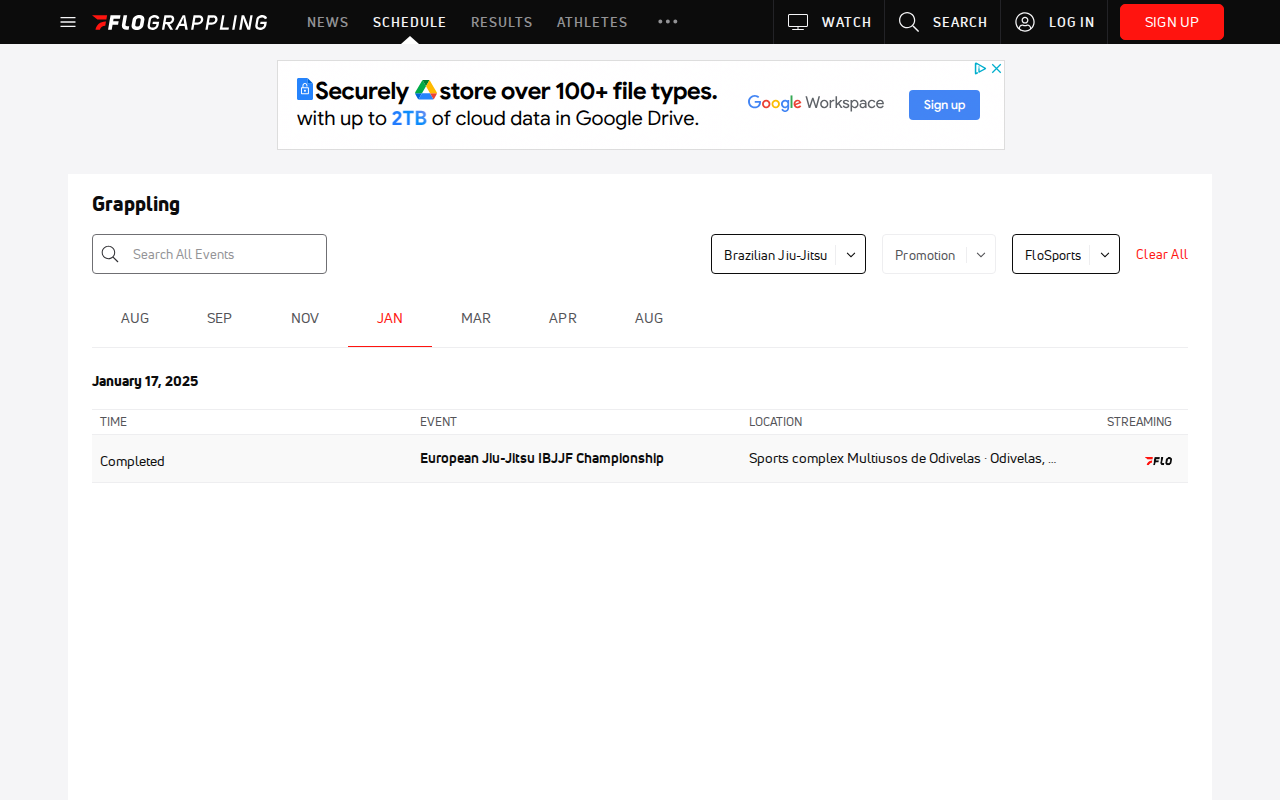 FLOGRAPPLING NEWS SCHEDULE RESULTS ATHLETES WATCH SEARCH LOG IN SIGN UP
Securely store over 100+ file types.
with up to 2TB of cloud data in Google Drive.
Google Workspace
Sign up
Grappling
Search All Events
Brazilian Jiu-Jitsu Promotion FloSports Clear All
AUG SEP NOV JAN MAR APR AUG
January 17, 2025
TIME EVENT LOCATION STREAMING
Completed European Jiu-Jitsu IBJJF Championship Sports complex Multiusos de Odivelas · Odivelas, ... FLO